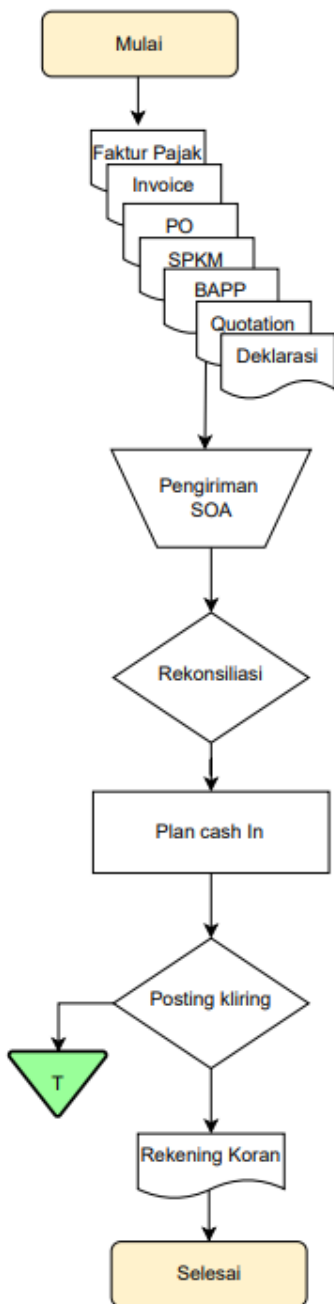 Mulai
Faktur Pajak
Invoice
PO
SPKM
BAPP
Quotation
Deklarasi
Pengiriman
SOA
Rekonsiliasi
Plan cash In
Posting kliring
T
Rekening Koran
Selesai